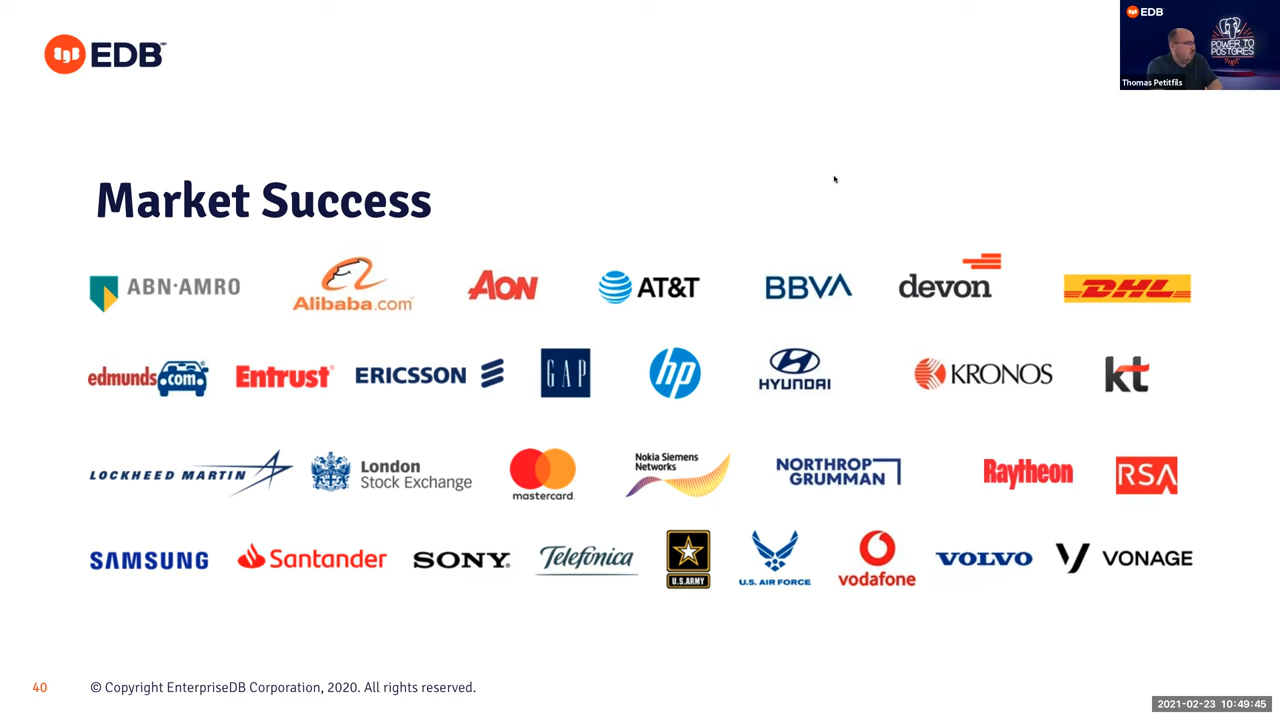 EDB
EDB
POWER TO
POSTGRES
Thomas Petitfils
Market Success
ABN·AMRO
Alibaba.com
AON
AT&T
BBVA
devon
DHL
edmunds.com
Entrust
ERICSSON
GAP
hp
HYUNDAI
KRONOS
kt
LOCKHEED MARTIN
London
Stock Exchange
mastercard
Nokia Siemens
Networks
NORTHROP
GRUMMAN
Raytheon
RSA
SAMSUNG
Santander
SONY
Telefónica
U.S.ARMY
U.S. AIR FORCE
vodafone
VOLVO
VONAGE
40
© Copyright EnterpriseDB Corporation, 2020. All rights reserved.
2021-02-23 10:49:45